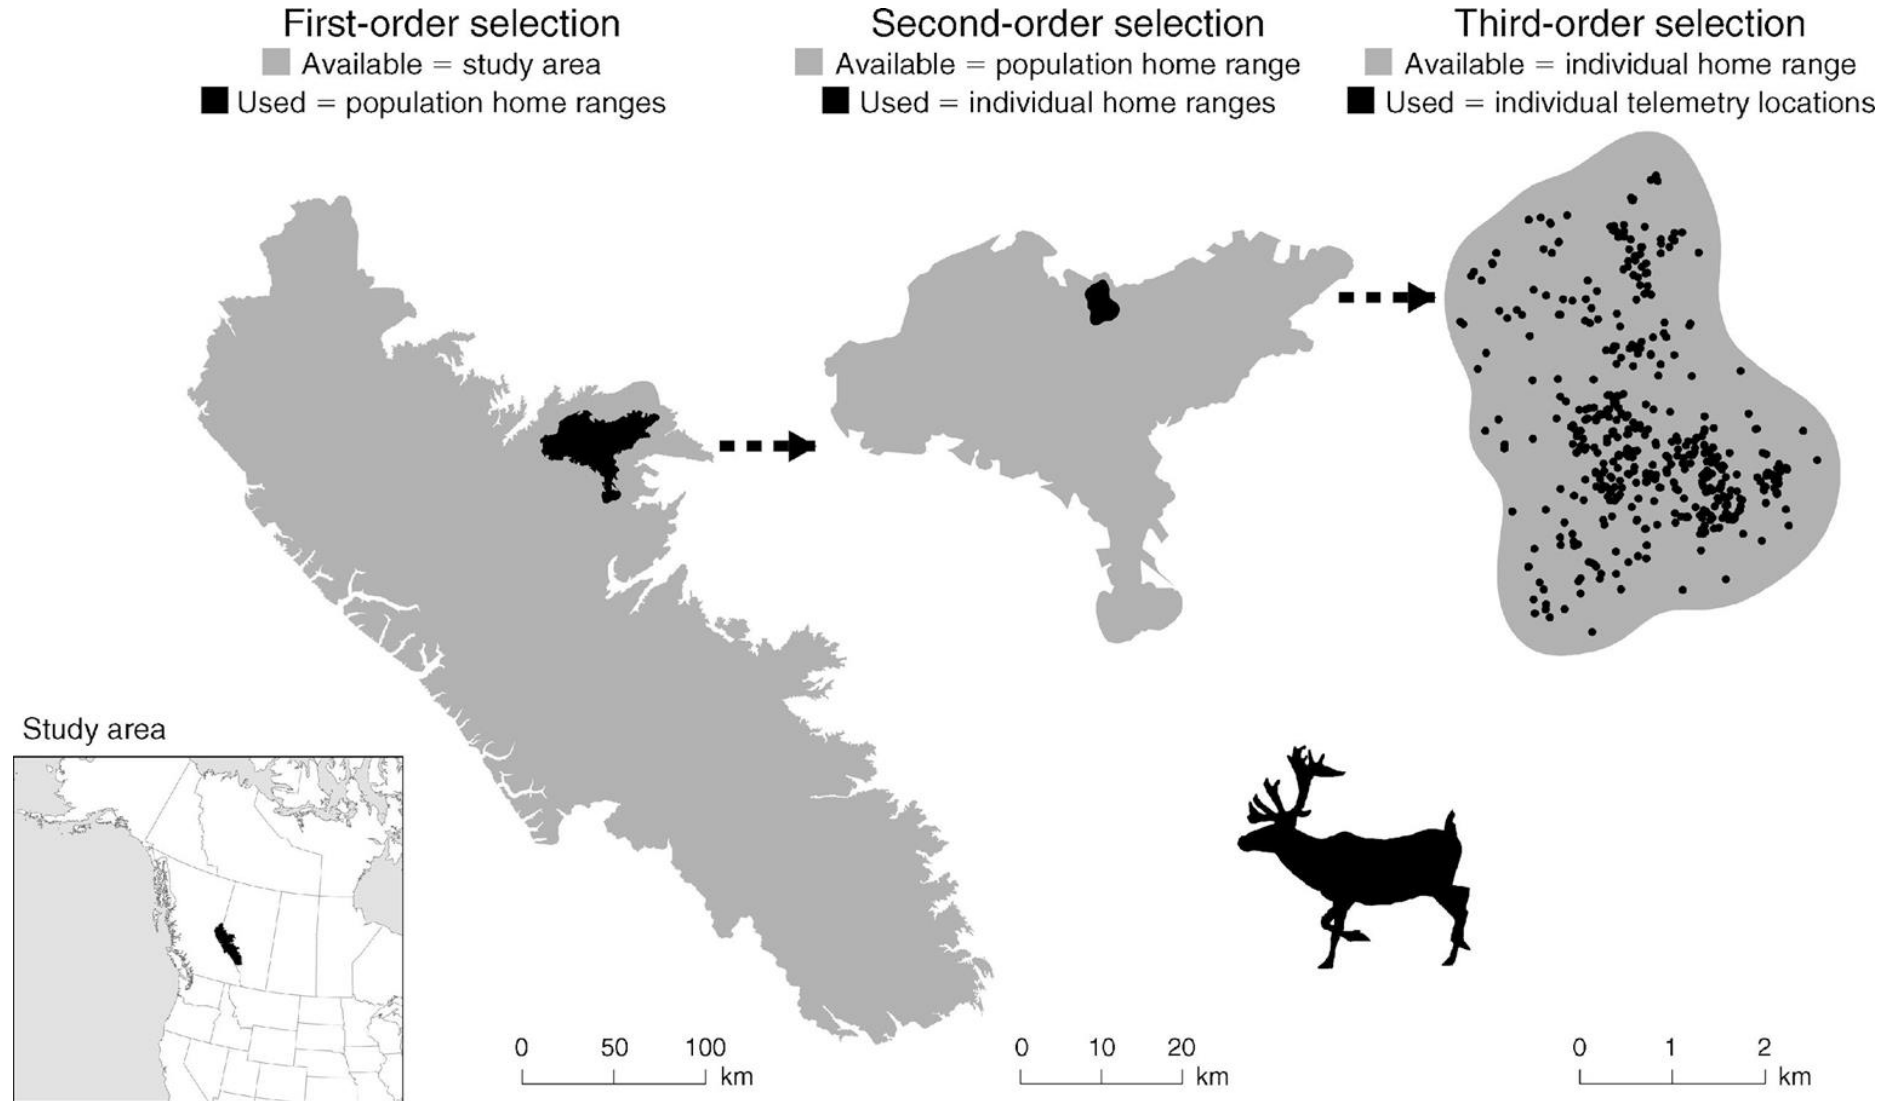 First-order selection
Available = study area
Used = population home ranges
Second-order selection
Available = population home range
Used = individual home ranges
Third-order selection
Available = individual home range
Used = individual telemetry locations
Study area
0 50 100
km
0 10 20
km
0 1 2
km